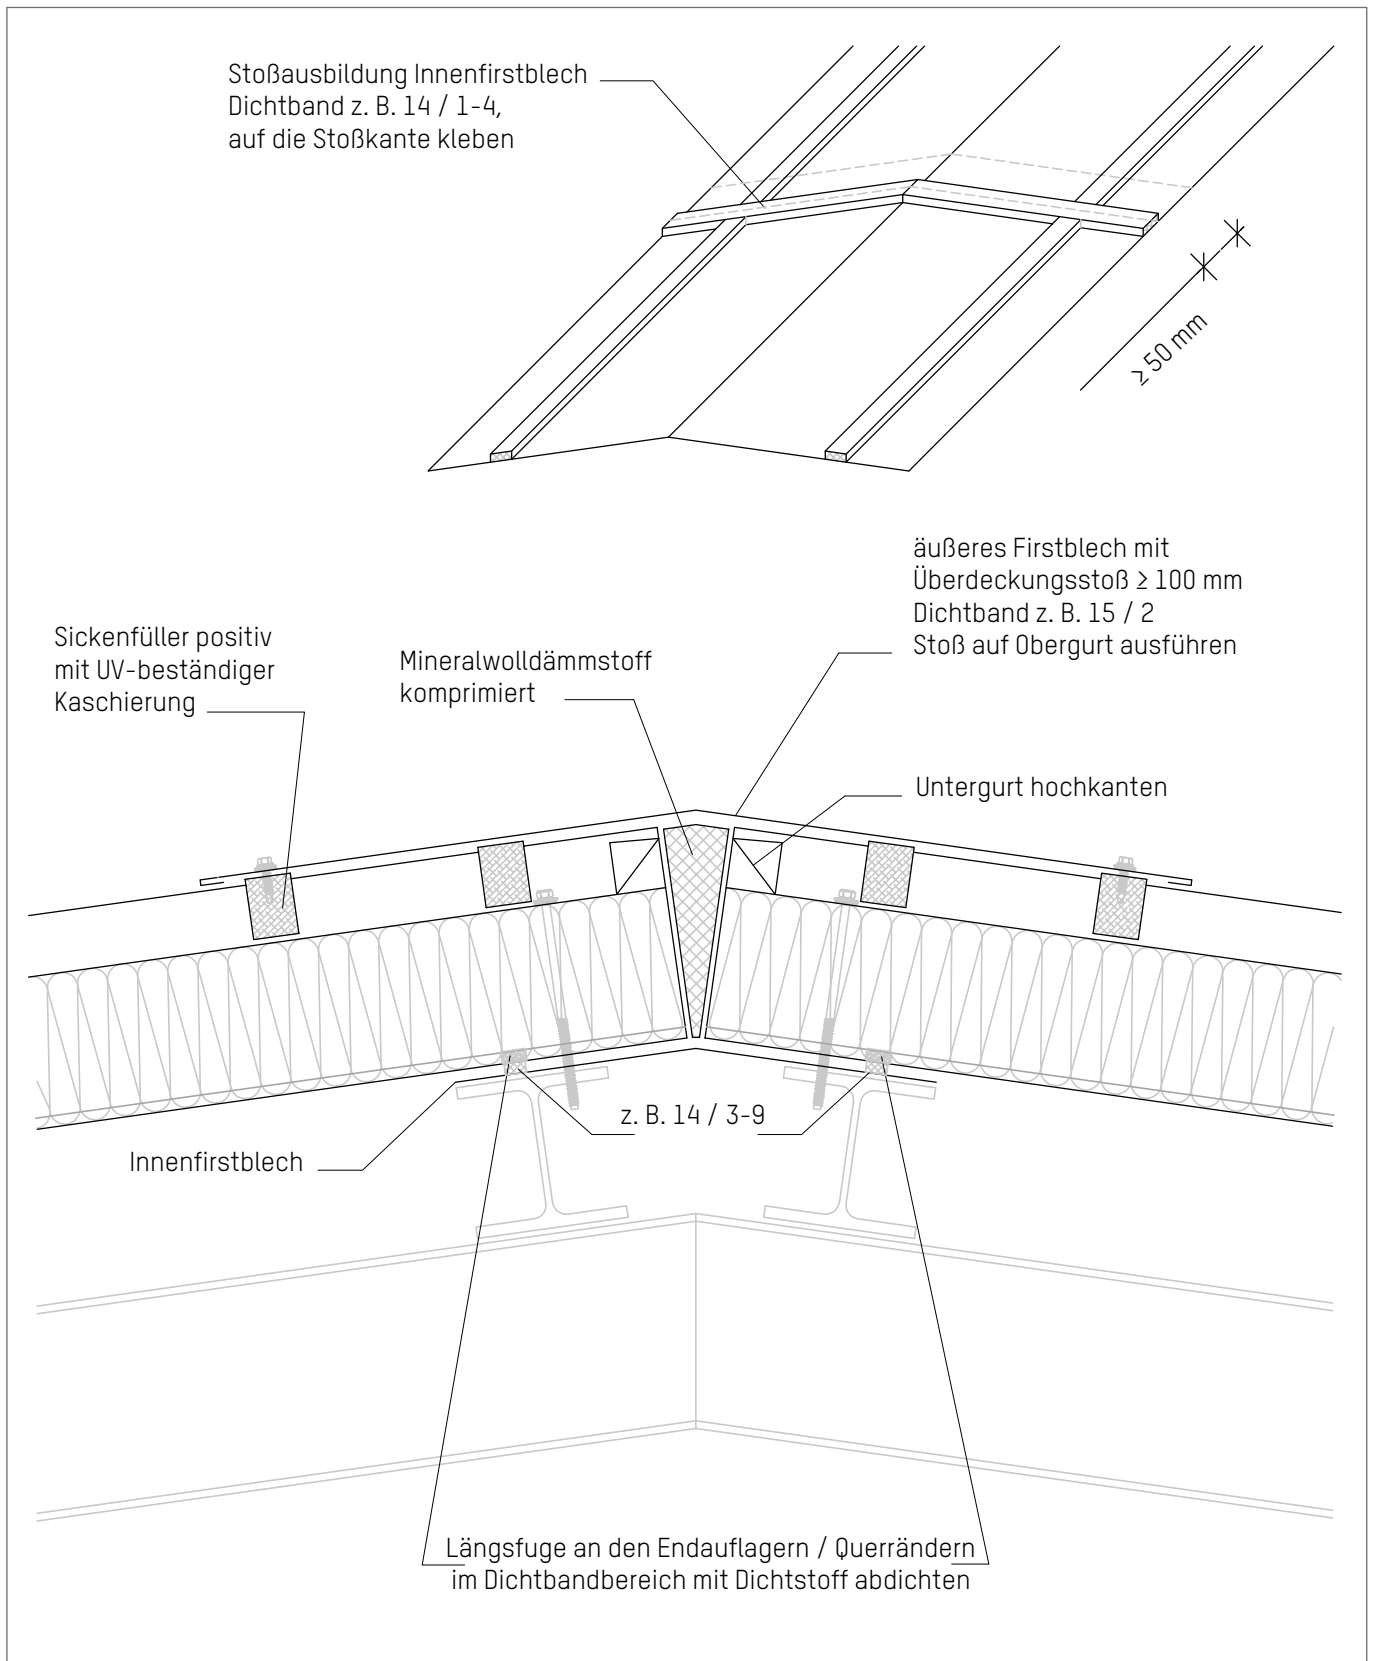 Stoßausbildung Innenfirstblech
Dichtband z. B. 14 / 1-4,
auf die Stoßkante kleben
≥ 50 mm
äußeres Firstblech mit
Überdeckungsstoß ≥ 100 mm
Dichtband z. B. 15 / 2
Stoß auf Obergurt ausführen
Sickenfüller positiv
mit UV-beständiger
Kaschierung
Mineralwolldämmstoff
komprimiert
Untergurt hochkanten
z. B. 14 / 3-9
Innenfirstblech
Längsfuge an den Endauflagern / Querrändern
im Dichtbandbereich mit Dichtstoff abdichten